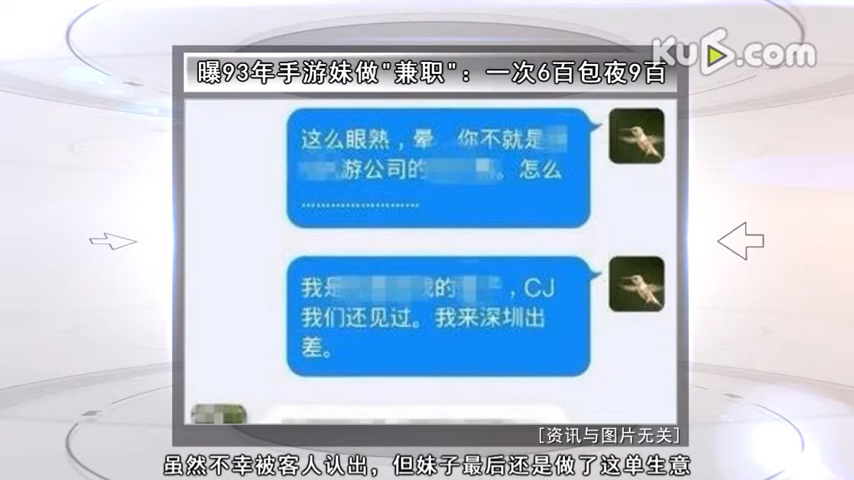 Ku6.com
曝93年手游妹做"兼职"：一次6百包夜9百
这么眼熟，晕 你不就是
游公司的 。怎么
........................
我是 我的 ，CJ
我们还见过。我来深圳出
差。
[资讯与图片无关]
虽然不幸被客人认出，但妹子最后还是做了这单生意